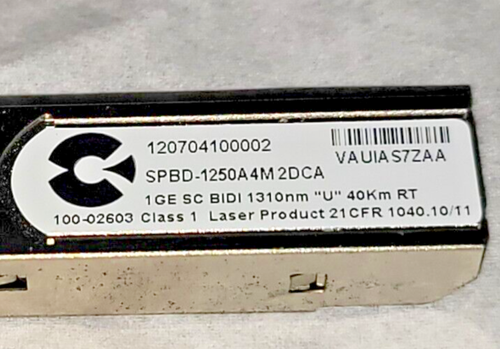 120704100002
VAUIAS7ZAA
SPBD-1250A4M2DCA
1GE SC BIDI 1310nm "U" 40Km RT
100-02603 Class 1 Laser Product 21CFR 1040.10/11